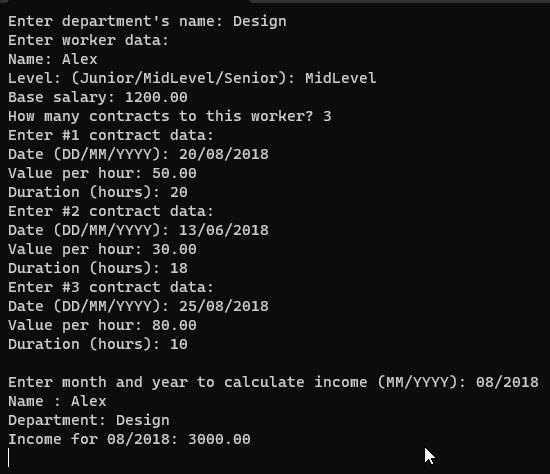 Enter department's name: Design
Enter worker data:
Name: Alex
Level: (Junior/MidLevel/Senior): MidLevel
Base salary: 1200.00
How many contracts to this worker? 3
Enter #1 contract data:
Date (DD/MM/YYYY): 20/08/2018
Value per hour: 50.00
Duration (hours): 20
Enter #2 contract data:
Date (DD/MM/YYYY): 13/06/2018
Value per hour: 30.00
Duration (hours): 18
Enter #3 contract data:
Date (DD/MM/YYYY): 25/08/2018
Value per hour: 80.00
Duration (hours): 10
Enter month and year to calculate income (MM/YYYY): 08/2018
Name : Alex
Department: Design
Income for 08/2018: 3000.00